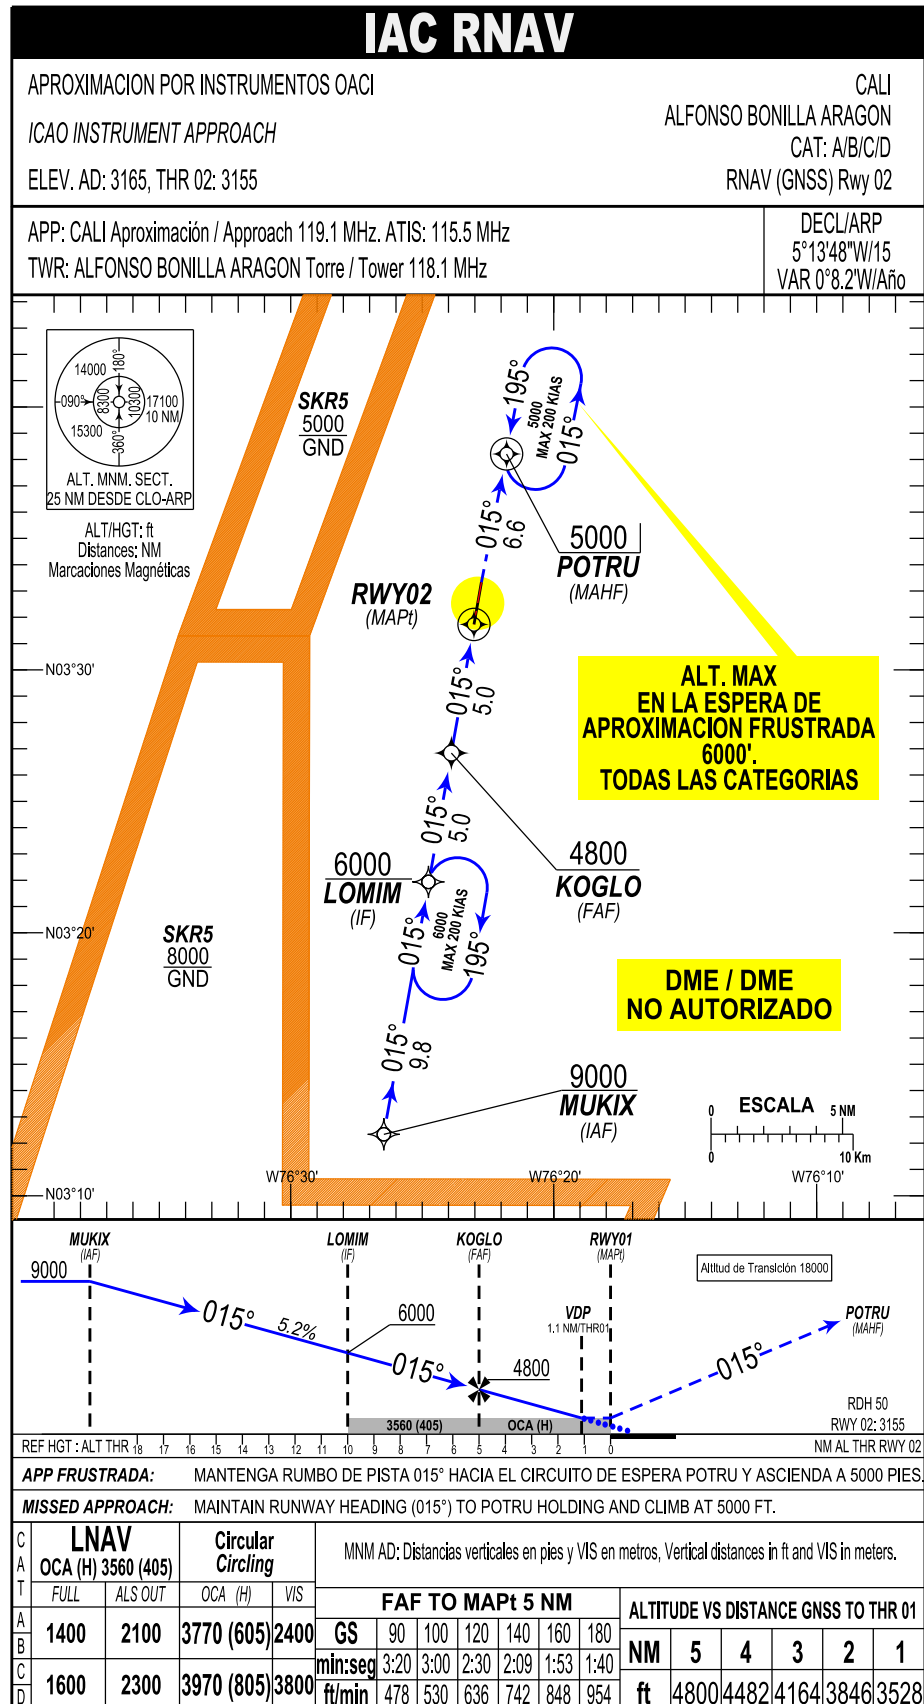 IAC RNAV
APROXIMACION POR INSTRUMENTOS OACI
ICAO INSTRUMENT APPROACH
ELEV. AD: 3165, THR 02: 3155
CALI
ALFONSO BONILLA ARAGON
CAT: A/B/C/D
RNAV (GNSS) Rwy 02
APP: CALI Aproximación / Approach 119.1 MHz. ATIS: 115.5 MHz
TWR: ALFONSO BONILLA ARAGON Torre / Tower 118.1 MHz
DECL/ARP
5°13'48"W/15
VAR 0°8.2'W/Año
14000
180°
090°
8300
10300
17100
10 NM
15300
360°
ALT. MNM. SECT.
25 NM DESDE CLO-ARP
ALT/HGT: ft
Distances: NM
Marcaciones Magnéticas
SKR5
5000
GND
195°
5000
MAX 200 KIAS
015°
015°
6.6
5000
POTRU
(MAHF)
RWY02
(MAPt)
N03°30'
015°
5.0
ALT. MAX
EN LA ESPERA DE
APROXIMACION FRUSTRADA
6000'.
TODAS LAS CATEGORIAS
015°
5.0
4800
KOGLO
(FAF)
6000
LOMIM
(IF)
6000
MAX 200 KIAS
195°
015°
N03°20'
SKR5
8000
GND
DME / DME
NO AUTORIZADO
015°
9.8
9000
MUKIX
(IAF)
0 ESCALA 5 NM
0 10 Km
W76°30' W76°20' W76°10'
N03°10'
MUKIX
(IAF)
LOMIM
(IF)
KOGLO
(FAF)
RWY01
(MAPt)
Altitud de Transición 18000
9000
015°
5.2%
6000
015°
4800
VDP
1.1 NM/THR01
POTRU
(MAHF)
015°
3560 (405) OCA (H)
RDH 50
RWY 02: 3155
REF HGT : ALT THR 18 17 16 15 14 13 12 11 10 9 8 7 6 5 4 3 2 1 0 NM AL THR RWY 02
APP FRUSTRADA: MANTENGA RUMBO DE PISTA 015° HACIA EL CIRCUITO DE ESPERA POTRU Y ASCIENDA A 5000 PIES.
MISSED APPROACH: MAINTAIN RUNWAY HEADING (015°) TO POTRU HOLDING AND CLIMB AT 5000 FT.
CAT
LNAV
OCA (H) 3560 (405)
Circular
Circling
FULL ALS OUT OCA (H) VIS
A
B
1400 2100 3770 (605) 2400
C
D
1600 2300 3970 (805) 3800
MNM AD: Distancias verticales en pies y VIS en metros, Vertical distances in ft and VIS in meters.
FAF TO MAPt 5 NM
GS 90 100 120 140 160 180
min:seg 3:20 3:00 2:30 2:09 1:53 1:40
ft/min 478 530 636 742 848 954
ALTITUDE VS DISTANCE GNSS TO THR 01
NM 5 4 3 2 1
ft 4800 4482 4164 3846 3528